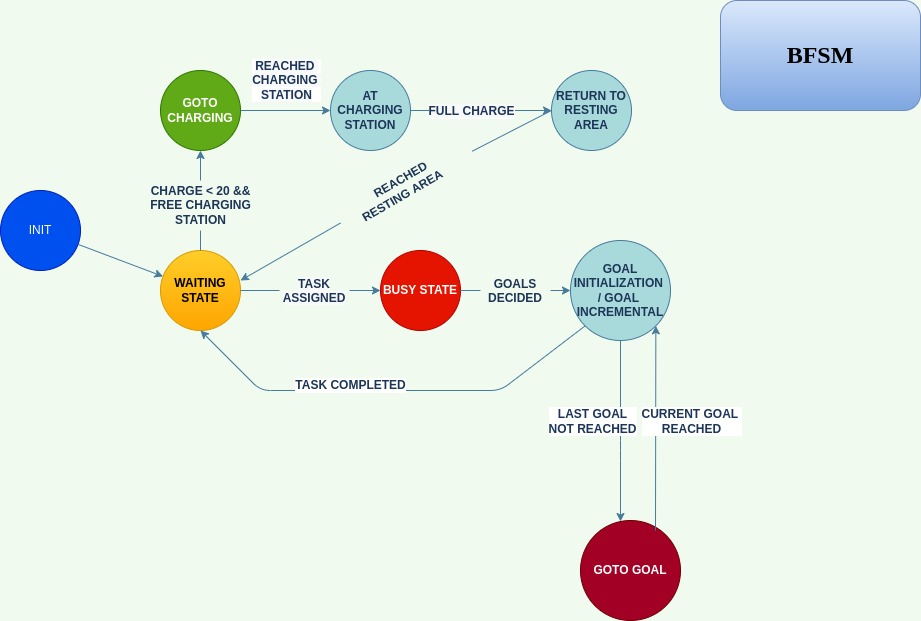 BFSM
REACHED
CHARGING
STATION
GOTO
CHARGING
AT
CHARGING
STATION
FULL CHARGE
RETURN TO
RESTING
AREA
REACHED
RESTING AREA
CHARGE < 20 &&
FREE CHARGING
STATION
INIT
WAITING
STATE
TASK
ASSIGNED
BUSY STATE
GOALS
DECIDED
GOAL
INITIALIZATION
/ GOAL
INCREMENTAL
TASK COMPLETED
LAST GOAL
NOT REACHED
CURRENT GOAL
REACHED
GOTO GOAL